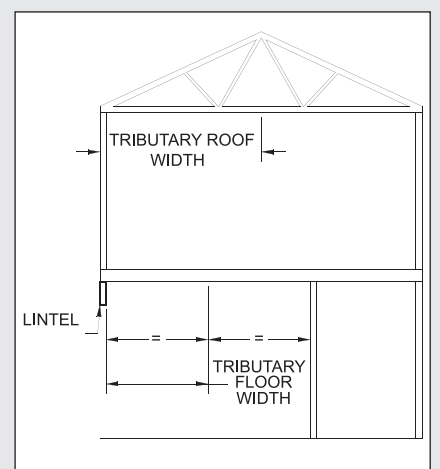 TRIBUTARY ROOF
WIDTH
LINTEL
=
=
TRIBUTARY
FLOOR
WIDTH